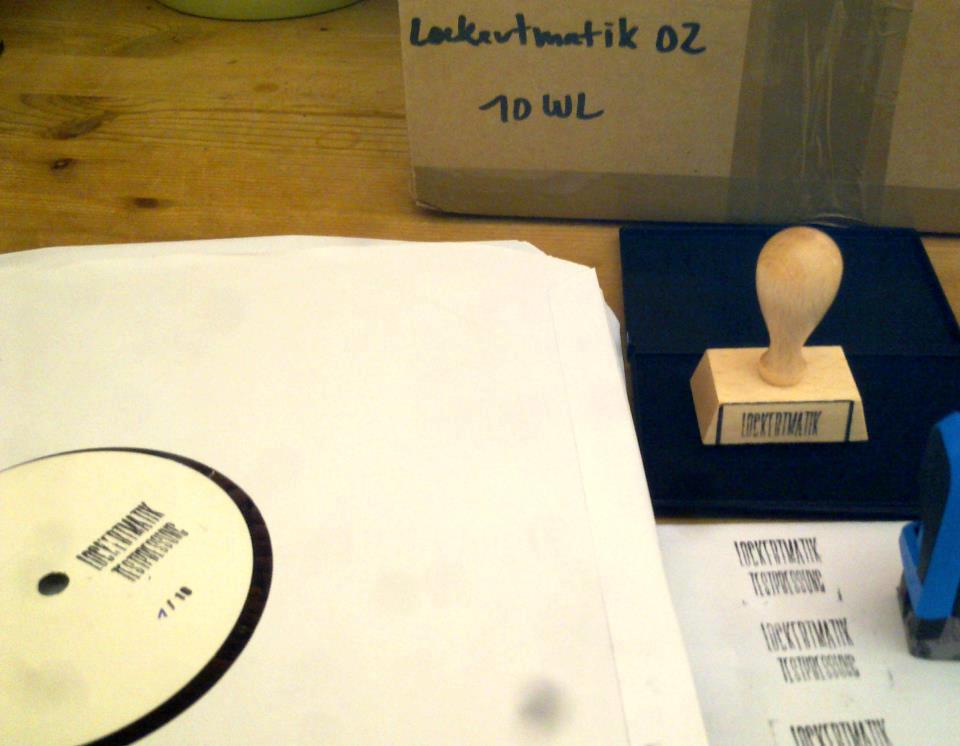 Lockertmatik 02
10 WL
LOCKERTMATIK
LOCKERTMATIK
TESTPRESSUNG
1/10
LOCKERTMATIK
TESTPRESSUNG
LOCKERTMATIK
TESTPRESSUNG
LOCKERTMATIK